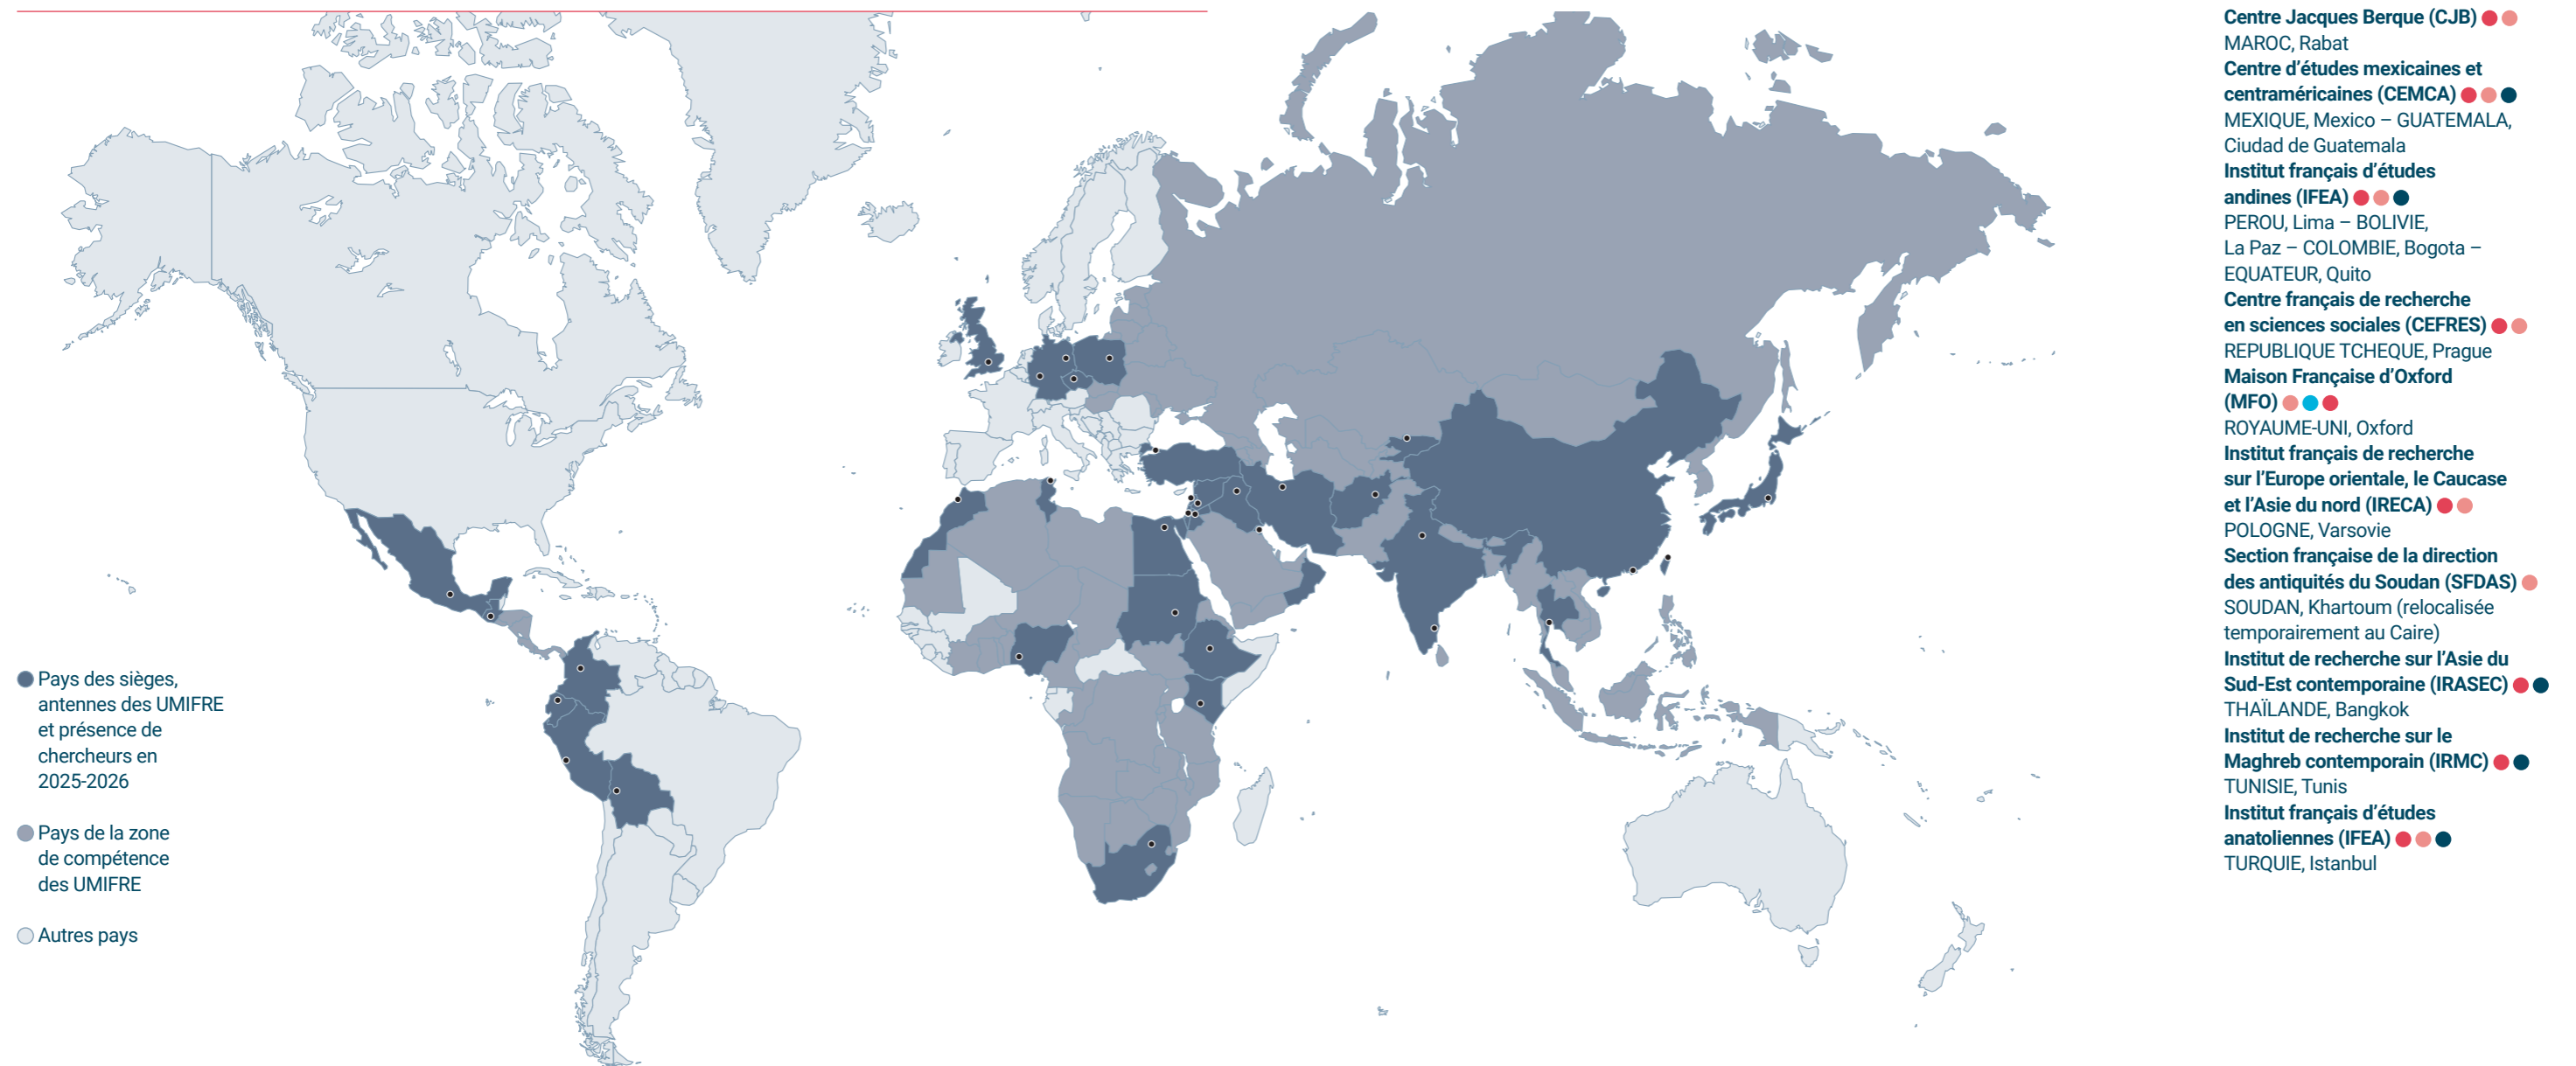 Pays des sièges,
antennes des UMIFRE
et présence de
chercheurs en
2025-2026
Pays de la zone
de compétence
des UMIFRE
Autres pays
Centre Jacques Berque (CJB)
MAROC, Rabat
Centre d’études mexicaines et
centraméricaines (CEMCA)
MEXIQUE, Mexico – GUATEMALA,
Ciudad de Guatemala
Institut français d’études
andines (IFEA)
PEROU, Lima – BOLIVIE,
La Paz – COLOMBIE, Bogota –
EQUATEUR, Quito
Centre français de recherche
en sciences sociales (CEFRES)
REPUBLIQUE TCHEQUE, Prague
Maison Française d’Oxford
(MFO)
ROYAUME-UNI, Oxford
Institut français de recherche
sur l’Europe orientale, le Caucase
et l’Asie du nord (IRECA)
POLOGNE, Varsovie
Section française de la direction
des antiquités du Soudan (SFDAS)
SOUDAN, Khartoum (relocalisée
temporairement au Caire)
Institut de recherche sur l’Asie du
Sud-Est contemporaine (IRASEC)
THAÏLANDE, Bangkok
Institut de recherche sur le
Maghreb contemporain (IRMC)
TUNISIE, Tunis
Institut français d’études
anatoliennes (IFEA)
TURQUIE, Istanbul